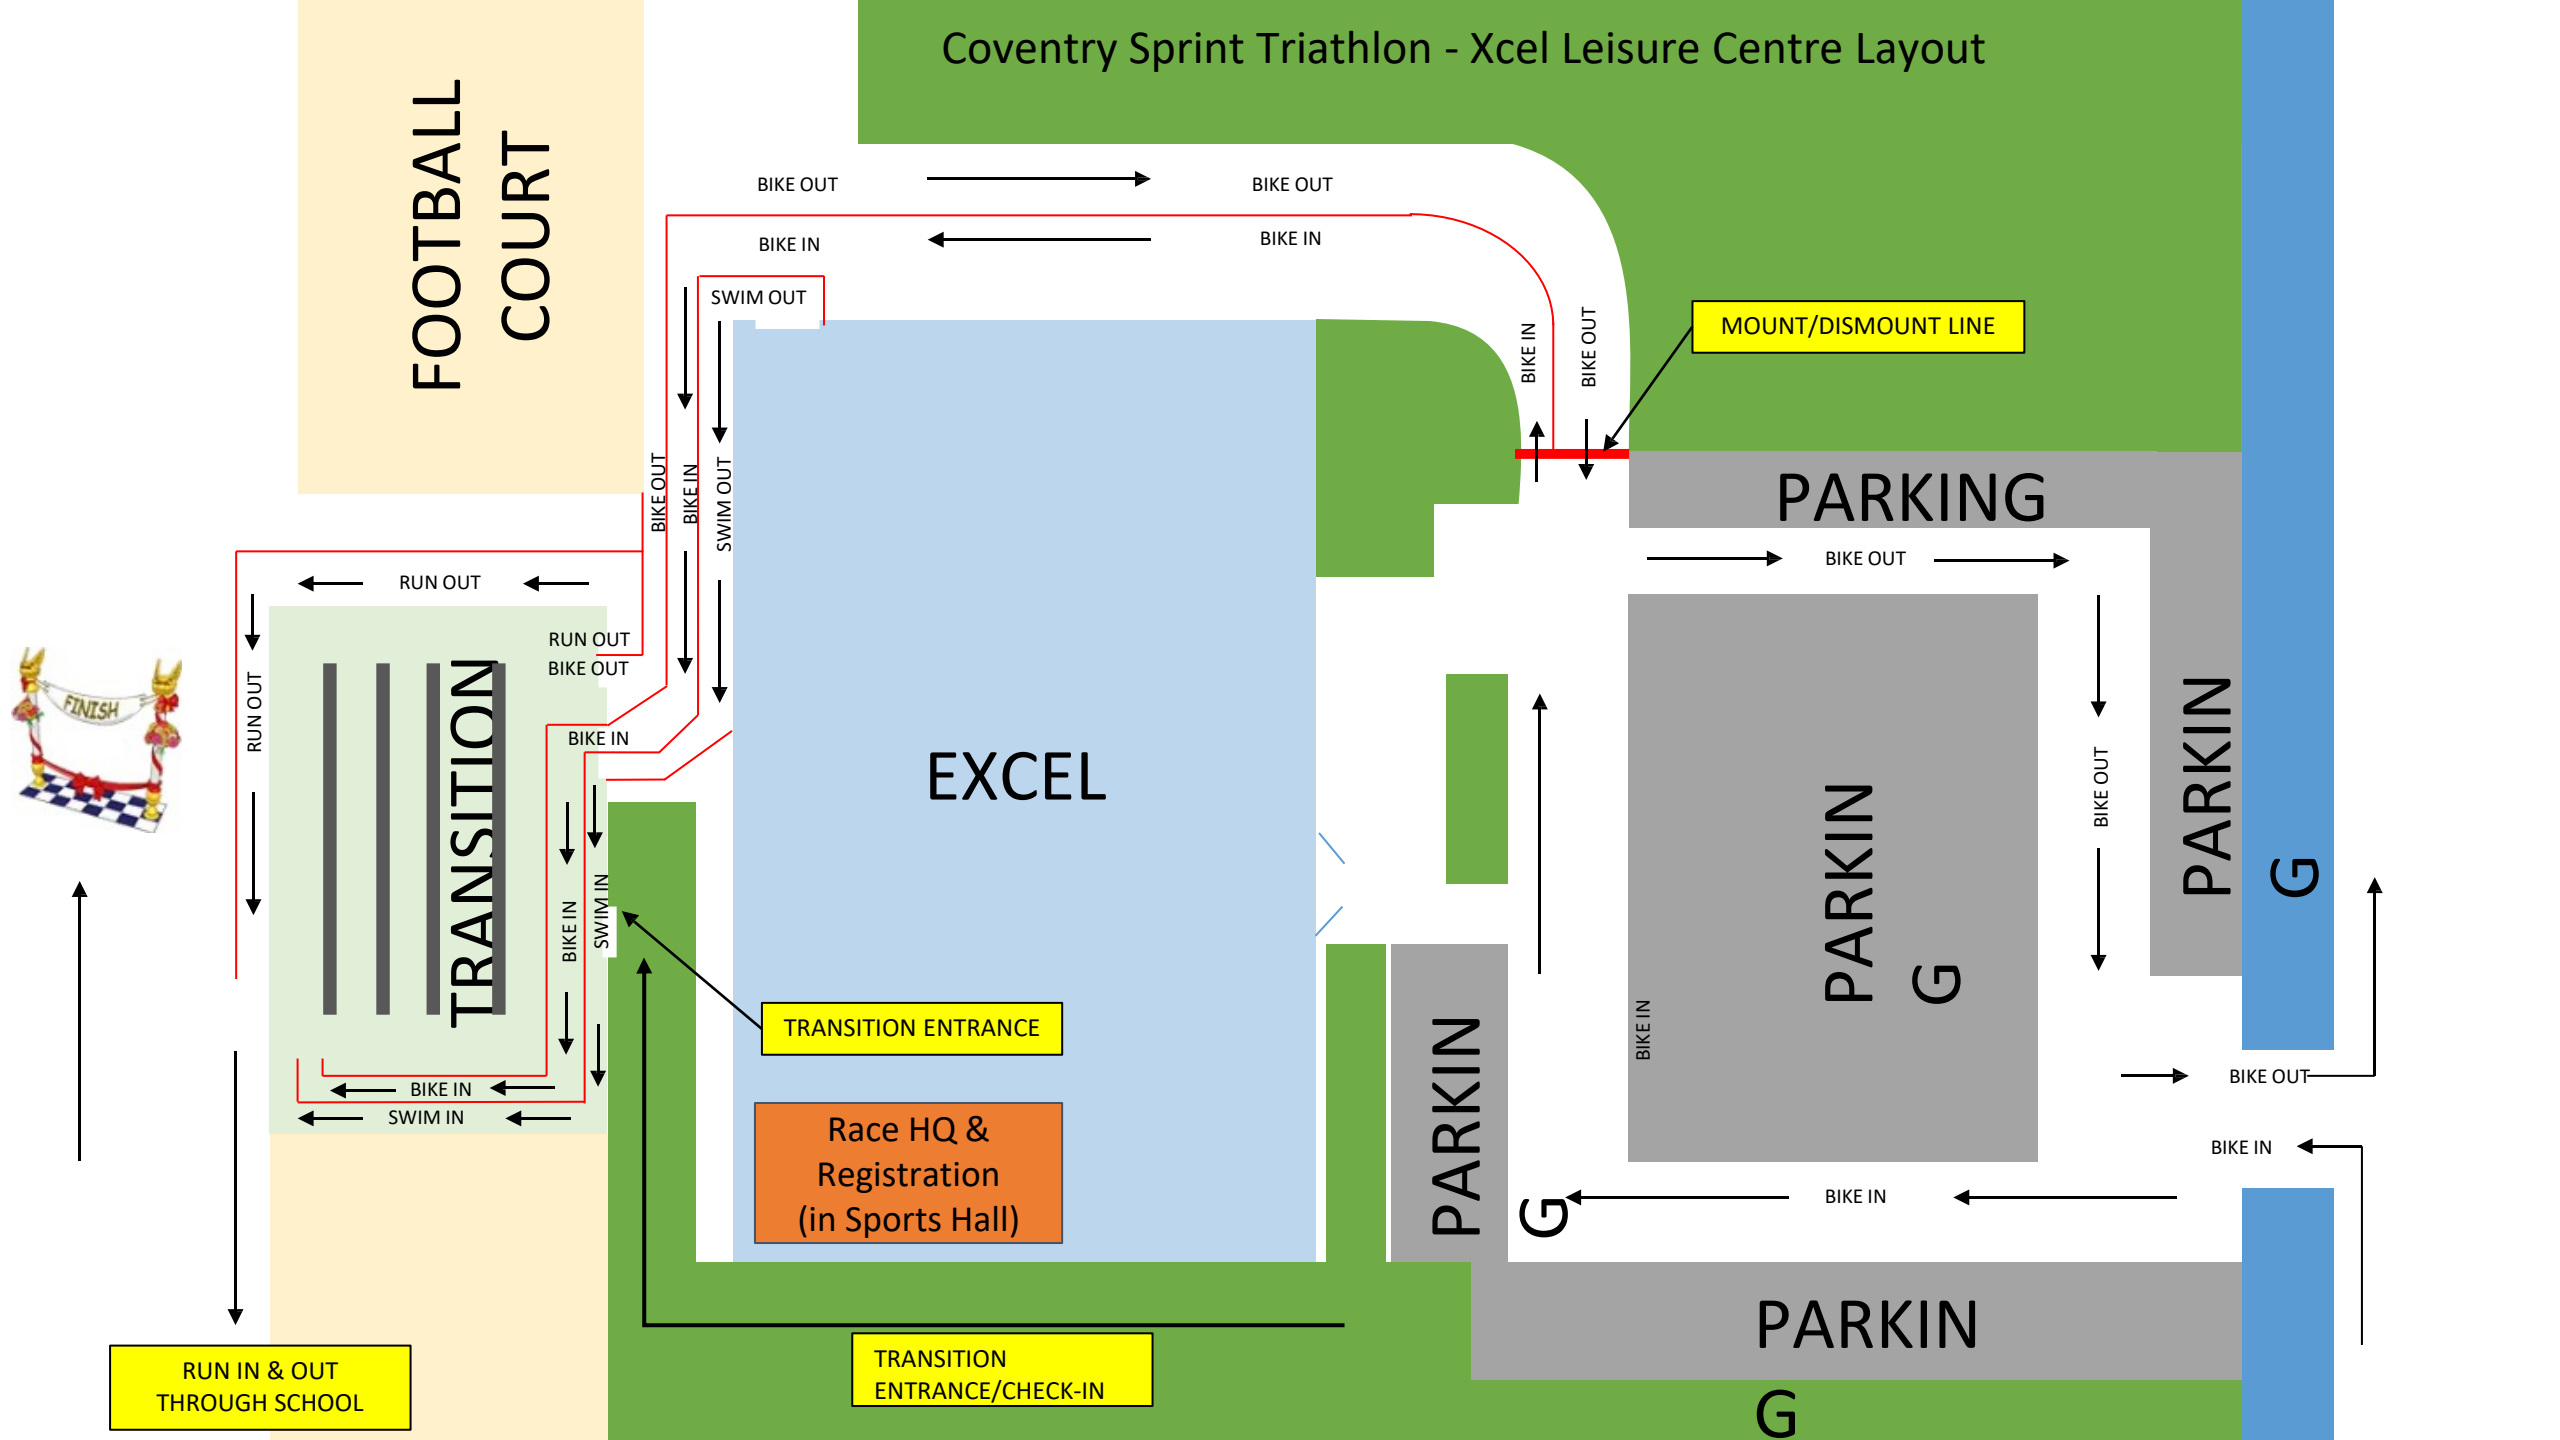 Coventry Sprint Triathlon - Xcel Leisure Centre Layout
FOOTBALL
COURT
BIKE OUT
BIKE OUT
BIKE IN
BIKE IN
SWIM OUT
MOUNT/DISMOUNT LINE
BIKE IN
BIKE OUT
BIKE OUT
BIKE IN
SWIM OUT
PARKING
BIKE OUT
RUN OUT
RUN OUT
BIKE OUT
RUN OUT
FINISH
TRANSITION
BIKE IN
EXCEL
BIKE OUT
PARKIN
G
PARKIN
G
BIKE IN
SWIM IN
TRANSITION ENTRANCE
BIKE IN
PARKIN
G
BIKE OUT
BIKE IN
BIKE IN
BIKE IN
SWIM IN
Race HQ &
Registration
(in Sports Hall)
PARKIN
G
RUN IN & OUT
THROUGH SCHOOL
TRANSITION
ENTRANCE/CHECK-IN